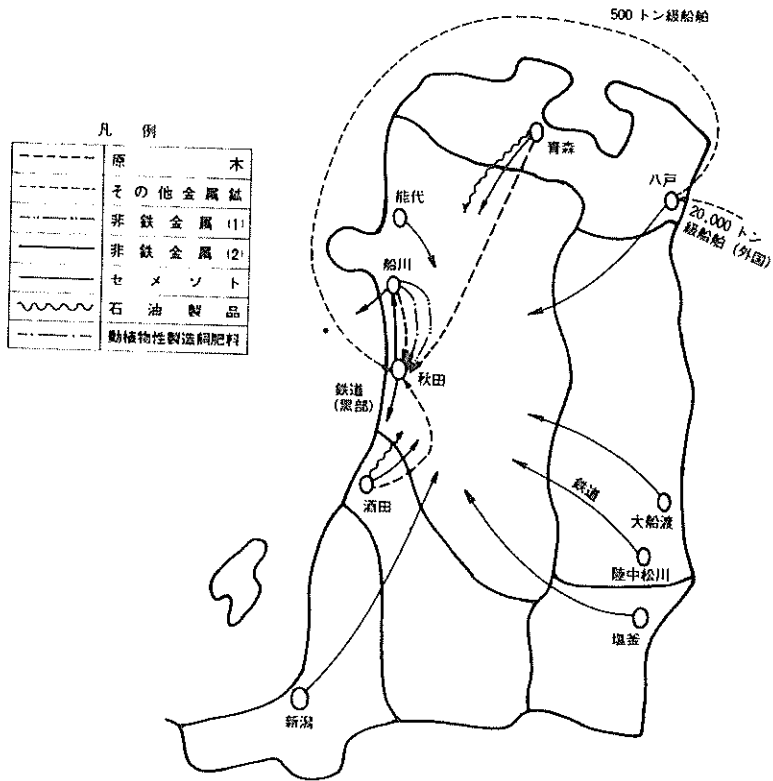 500 トン級船舶
凡 例
原 木
その他金属鉱
非鉄金属 (1)
非鉄金属 (2)
セメソト
石油製品
動植物性製造飼肥料
青森
八戸
20,000 トン
級船舶 (外国)
能代
船川
秋田
鉄道
(黒部)
酒田
鉄道
大船渡
陸中松川
塩釜
新潟